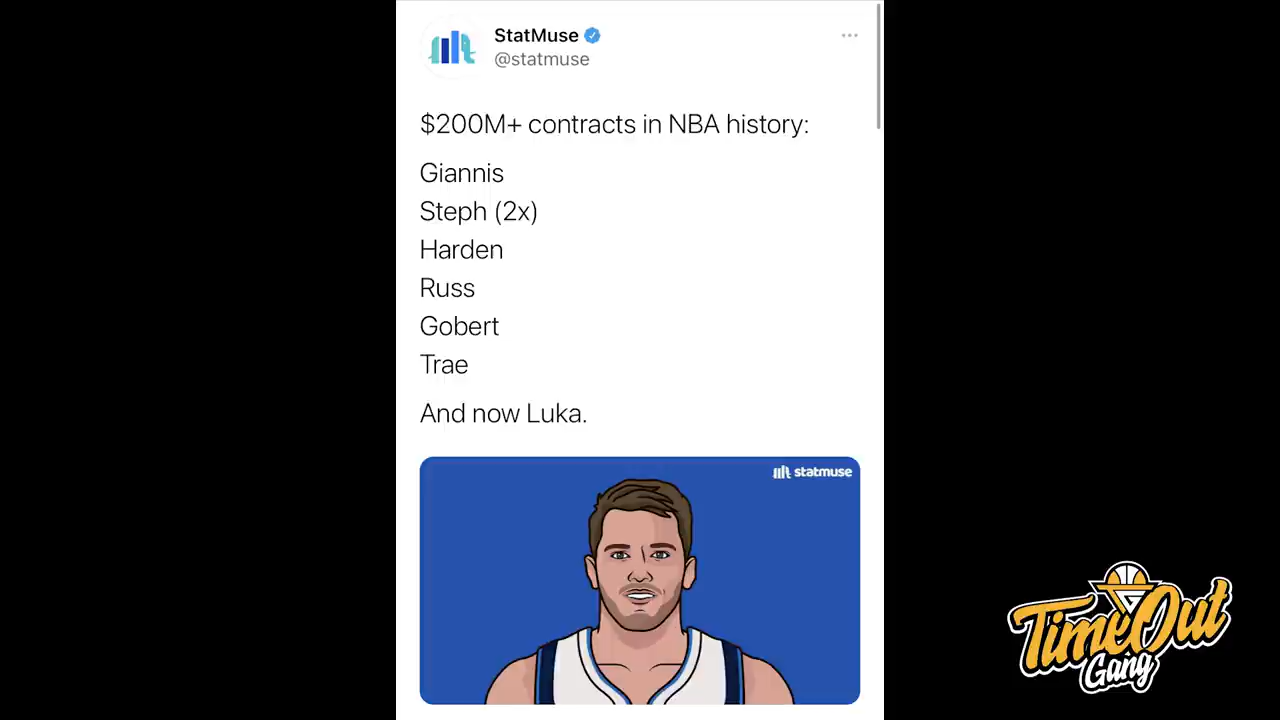 StatMuse
@statmuse
$200M+ contracts in NBA history:
Giannis
Steph (2x)
Harden
Russ
Gobert
Trae
And now Luka.
statmuse
TimeOut
Gang